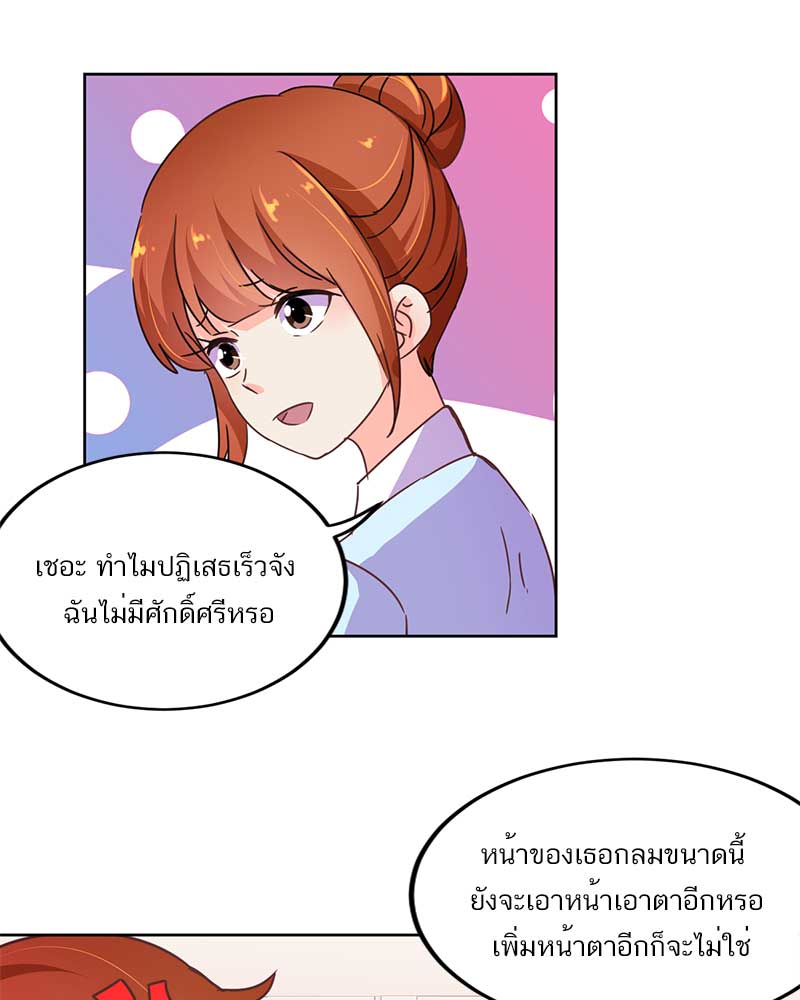 เชอะ ทำไมปฏิเสธเร็วจัง
ฉันไม่มีศักดิ์ศรีหรอ
หน้าของเธอกลมขนาดนี้
ยังจะเอาหน้าเอาตาอีกหรอ
เพิ่มหน้าตาอีกก็จะไม่ใช่